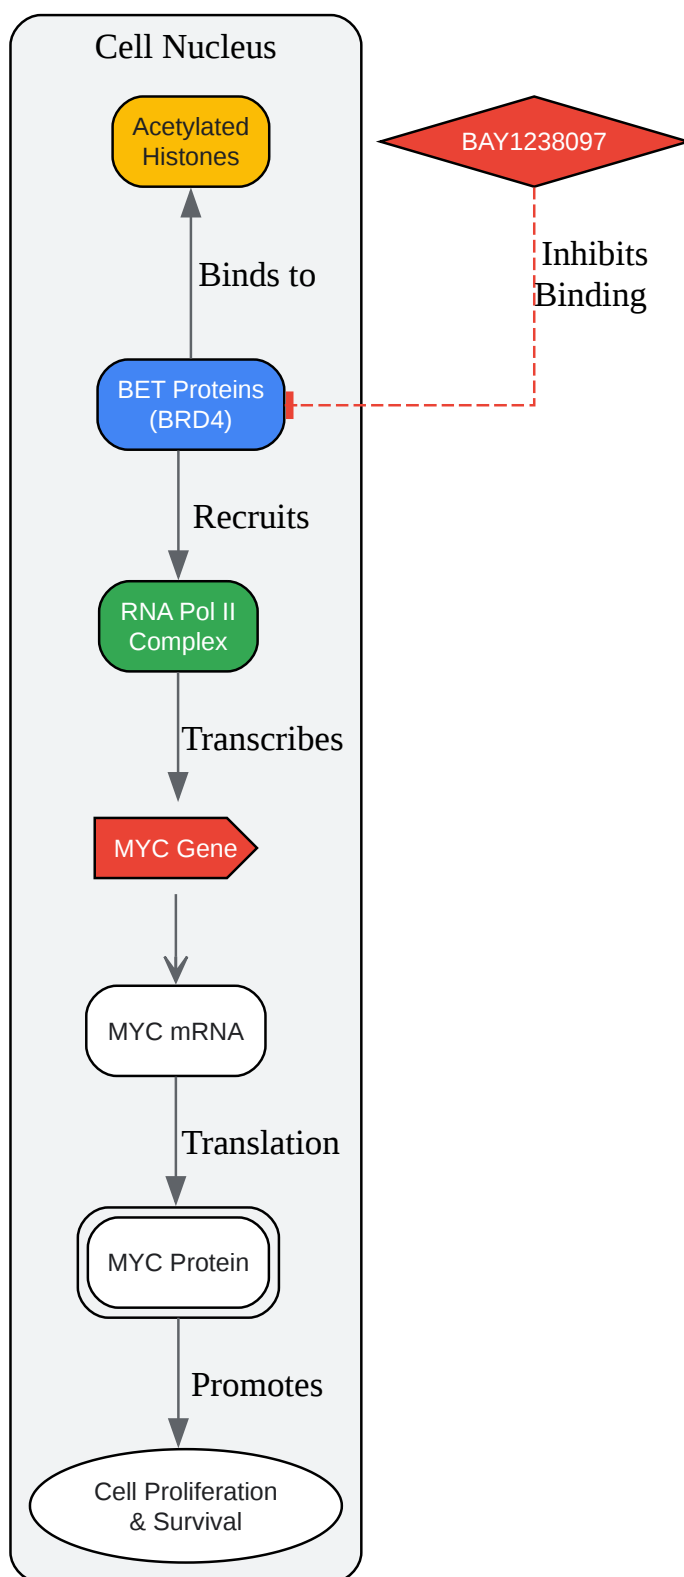 Cell Nucleus
Acetylated
Histones
BAY1238097
Inhibits
Binding
Binds to
BET Proteins
(BRD4)
Recruits
RNA Pol II
Complex
Transcribes
MYC Gene
MYC mRNA
Translation
MYC Protein
Promotes
Cell Proliferation
& Survival